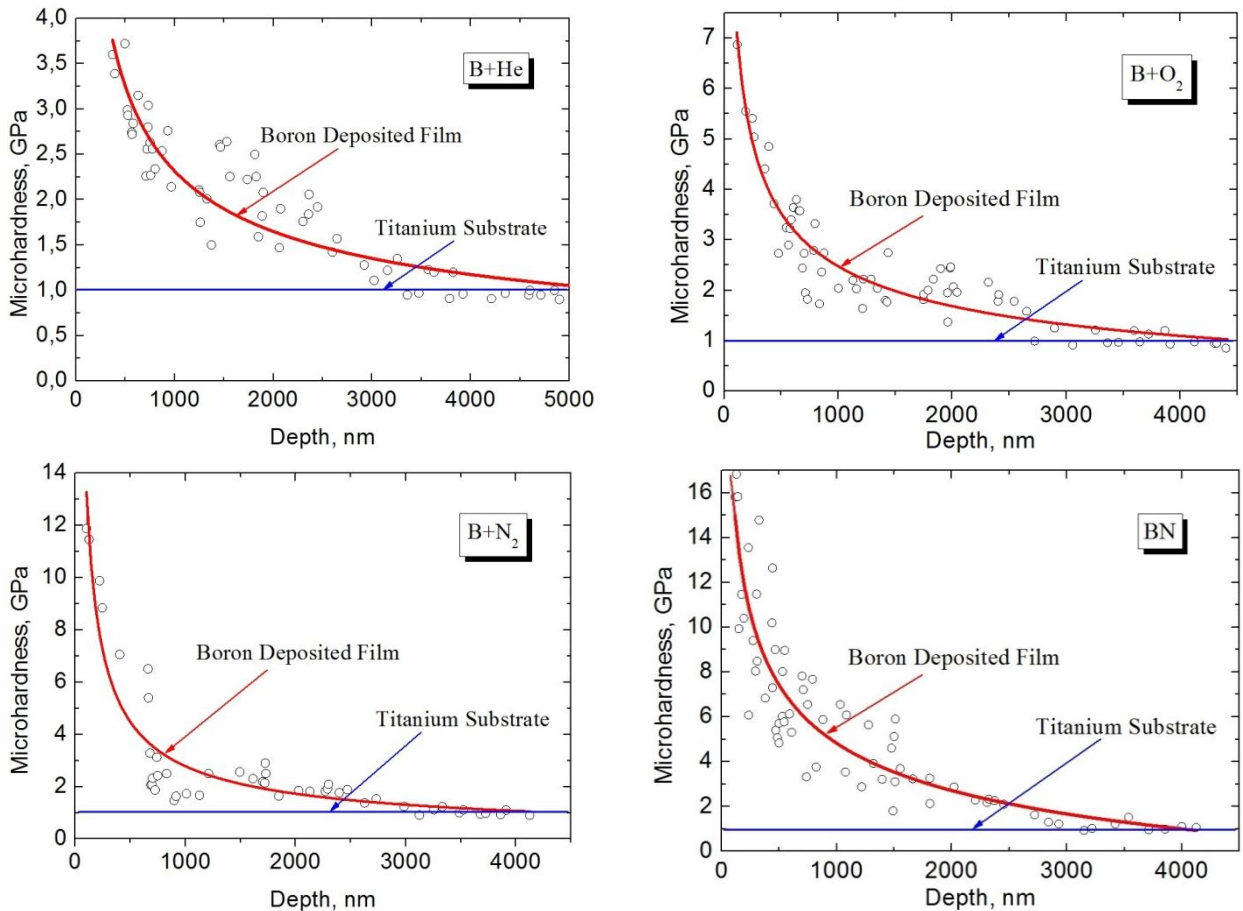 4,0
3,5
3,0
2,5
2,0
1,5
1,0
0,5
0,0
Microhardness, GPa
B+He
Boron Deposited Film
Titanium Substrate
0 1000 2000 3000 4000 5000
Depth, nm
7
6
5
4
3
2
1
0
Microhardness, GPa
B+O₂
Boron Deposited Film
Titanium Substrate
0 1000 2000 3000 4000
Depth, nm
14
12
10
8
6
4
2
0
Microhardness, GPa
B+N₂
Boron Deposited Film
Titanium Substrate
0 1000 2000 3000 4000
Depth, nm
16
14
12
10
8
6
4
2
0
Microhardness, GPa
BN
Boron Deposited Film
Titanium Substrate
0 1000 2000 3000 4000
Depth, nm